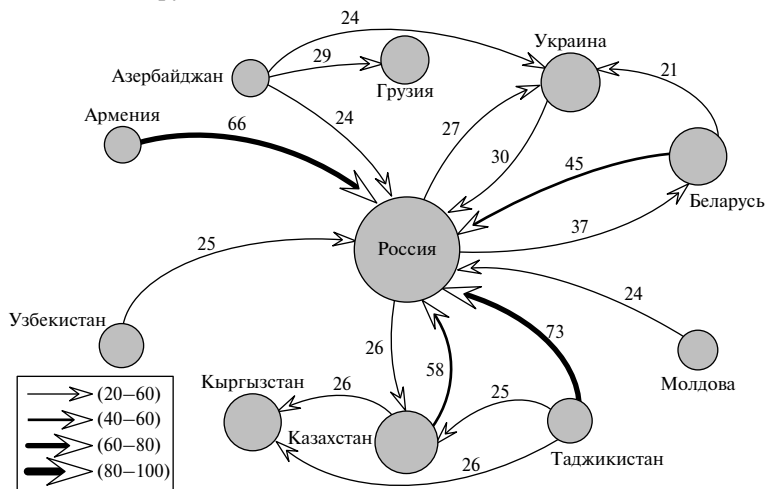 24
Украина
Азербайджан
29
Грузия
21
Армения
66
24
27
30
45
Беларусь
Россия
37
25
24
Узбекистан
26
58
73
Молдова
Кыргызстан
26
25
Казахстан
26
Таджикистан
(20–60)
(40–60)
(60–80)
(80–100)